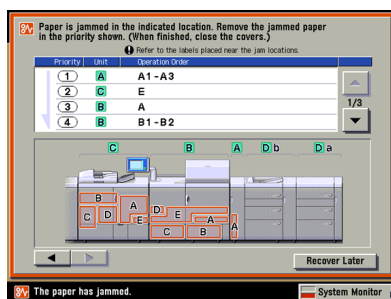 Paper is jammed in the indicated location. Remove the jammed paper
in the priority shown. (When finished, close the covers.)
Refer to the labels placed near the jam locations.
Priority Unit Operation Order
1 A A1-A3
2 C E
3 B A
4 B B1-B2
1/3
C B A D b D a
B
C D A E
D E A
C B
A
Recover Later
The paper has jammed.
System Monitor